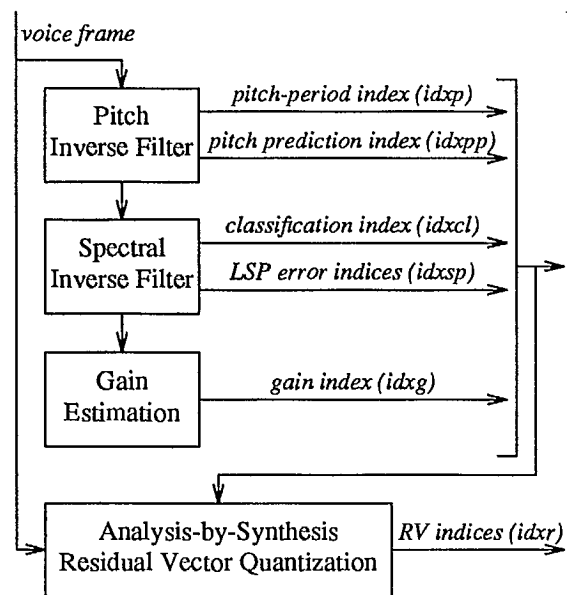 voice frame
pitch-period index (idxp)
Pitch
Inverse Filter
pitch prediction index (idxpp)
classification index (idxcl)
Spectral
Inverse Filter
LSP error indices (idxsp)
Gain
Estimation
gain index (idxg)
Analysis-by-Synthesis
Residual Vector Quantization
RV indices (idxr)